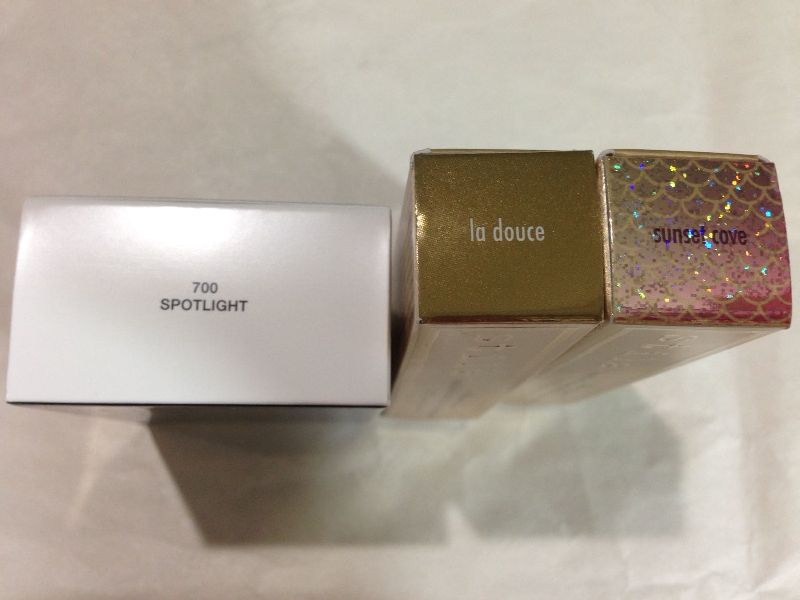 700
SPOTLIGHT
la douce
sunset cove